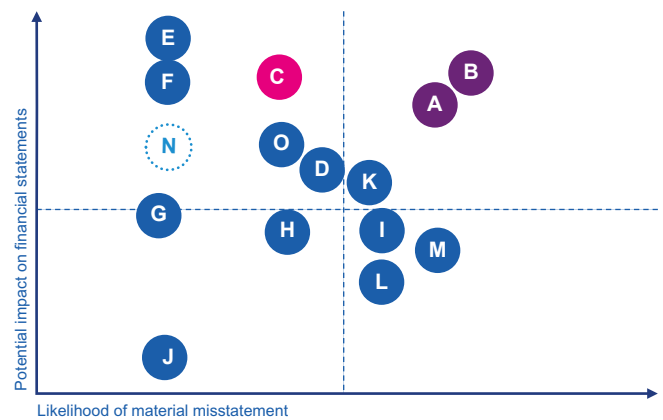 Potential impact on financial statements
E
B
F
C
A
O
N
D
K
G
I
H
M
L
J
Likelihood of material misstatement